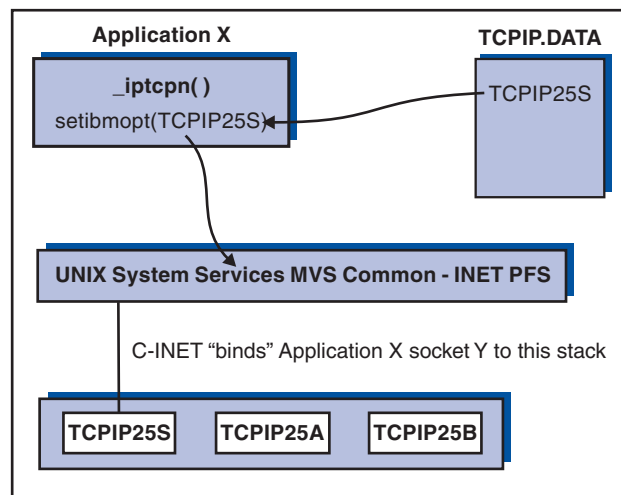 Application X
TCPIP.DATA
_iptcpn( )
setibmopt(TCPIP25S)
TCPIP25S
UNIX System Services MVS Common - INET PFS
C-INET “binds” Application X socket Y to this stack
TCPIP25S
TCPIP25A
TCPIP25B